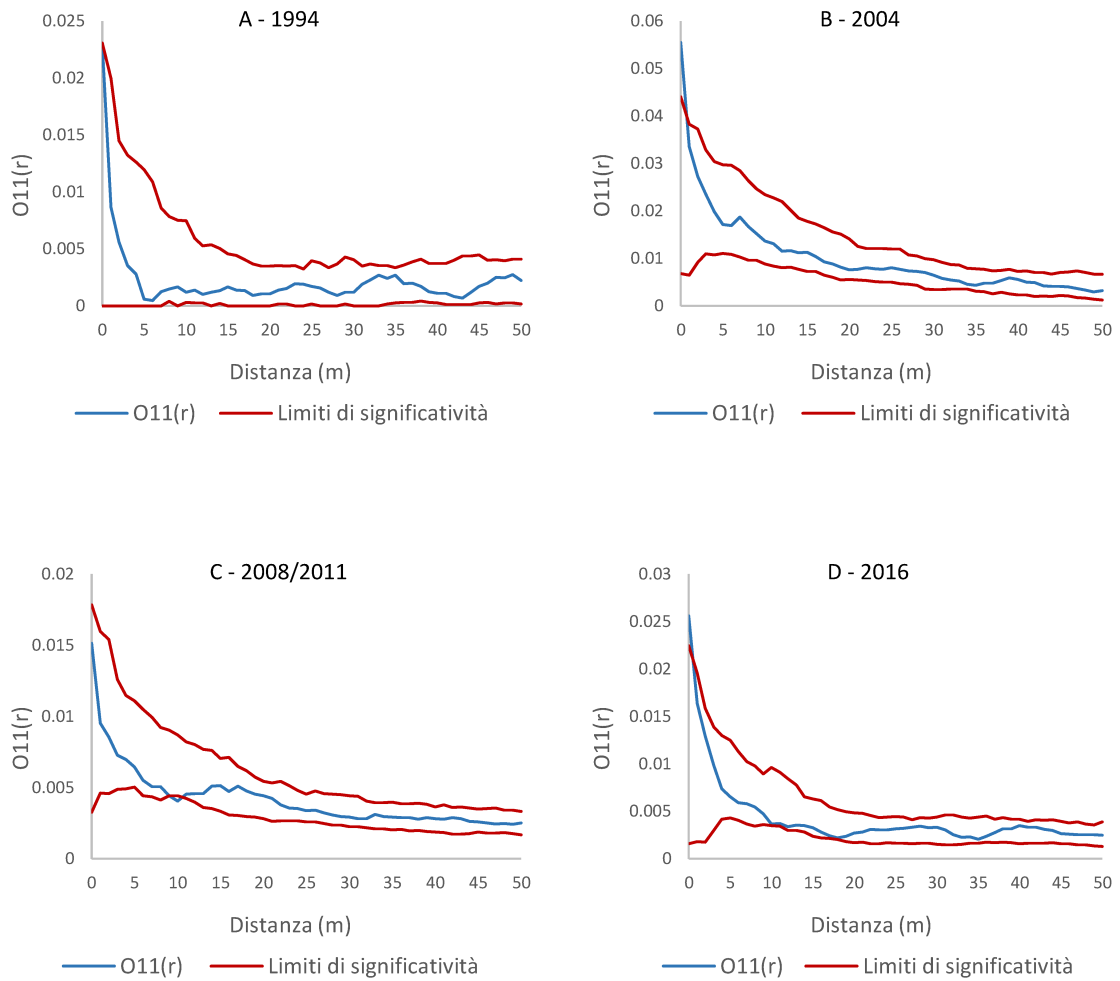 A - 1994
0.025
0.02
0.015
0.01
0.005
0
O11(r)
0 5 10 15 20 25 30 35 40 45 50
Distanza (m)
O11(r) Limiti di significatività
B - 2004
0.06
0.05
0.04
0.03
0.02
0.01
0
O11(r)
0 5 10 15 20 25 30 35 40 45 50
Distanza (m)
O11(r) Limiti di significatività
C - 2008/2011
0.02
0.015
0.01
0.005
0
O11(r)
0 5 10 15 20 25 30 35 40 45 50
Distanza (m)
O11(r) Limiti di significatività
D - 2016
0.03
0.025
0.02
0.015
0.01
0.005
0
O11(r)
0 5 10 15 20 25 30 35 40 45 50
Distanza (m)
O11(r) Limiti di significatività